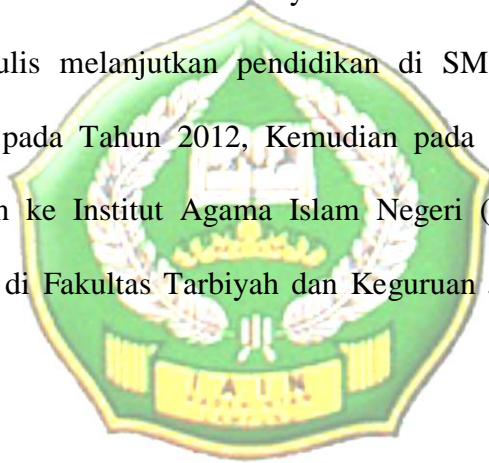 ulis melanjutkan pendidikan di SM
pada Tahun 2012, Kemudian pada
ke Institut Agama Islam Negeri (
di Fakultas Tarbiyah dan Keguruan
IAIN